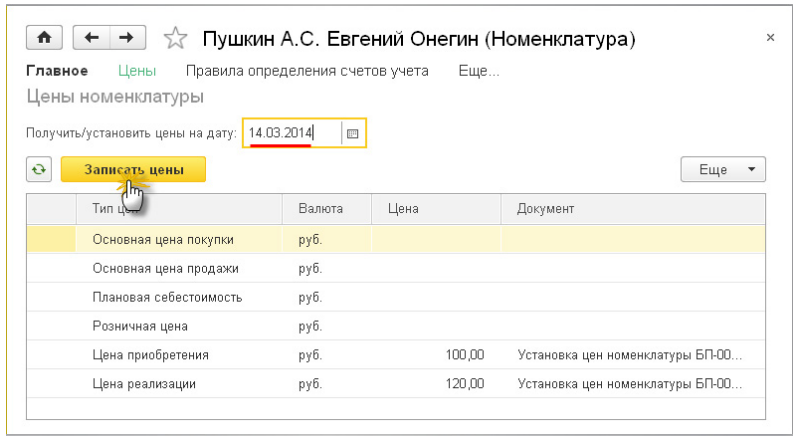 Пушкин А.С. Евгений Онегин (Номенклатура)
Главное Цены Правила определения счетов учета Еще...
Цены номенклатуры
Получить/установить цены на дату: 14.03.2014
Записать цены Еще
Тип цен Валюта Цена Документ
Основная цена покупки руб.
Основная цена продажи руб.
Плановая себестоимость руб.
Розничная цена руб.
Цена приобретения руб. 100,00 Установка цен номенклатуры БП-00...
Цена реализации руб. 120,00 Установка цен номенклатуры БП-00...